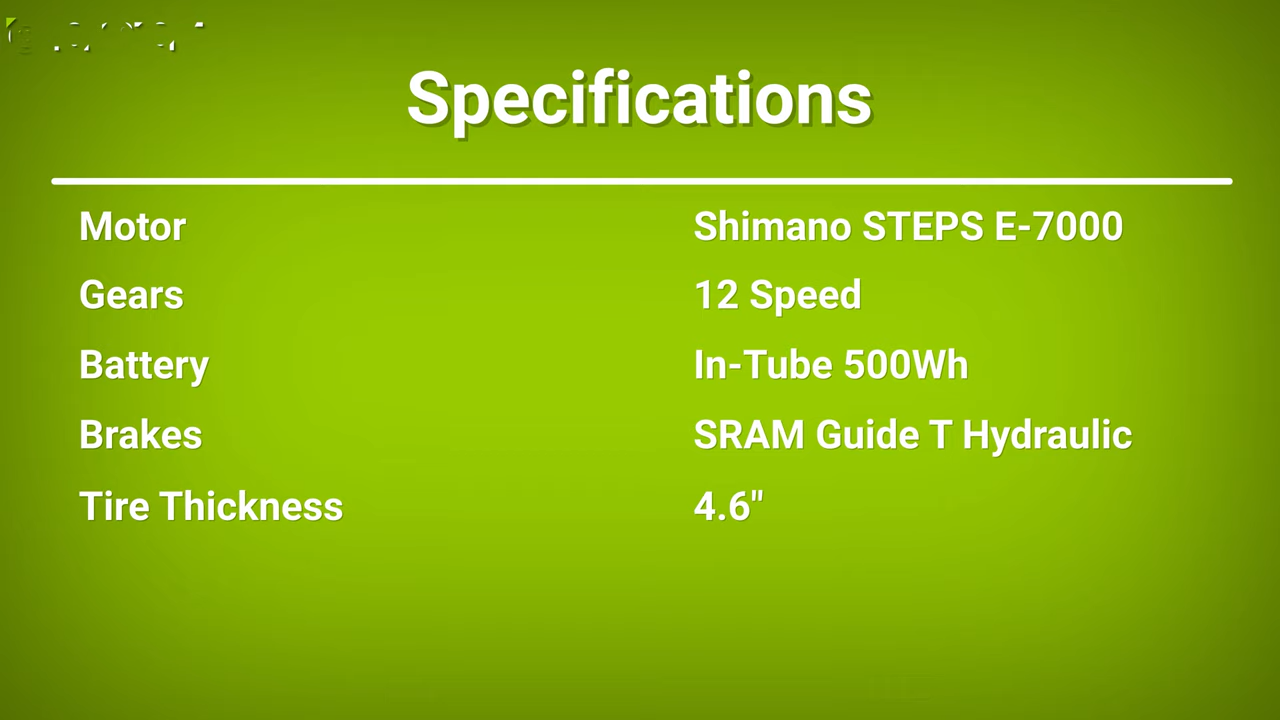 Specifications
Motor Shimano STEPS E-7000
Gears 12 Speed
Battery In-Tube 500Wh
Brakes SRAM Guide T Hydraulic
Tire Thickness 4.6"